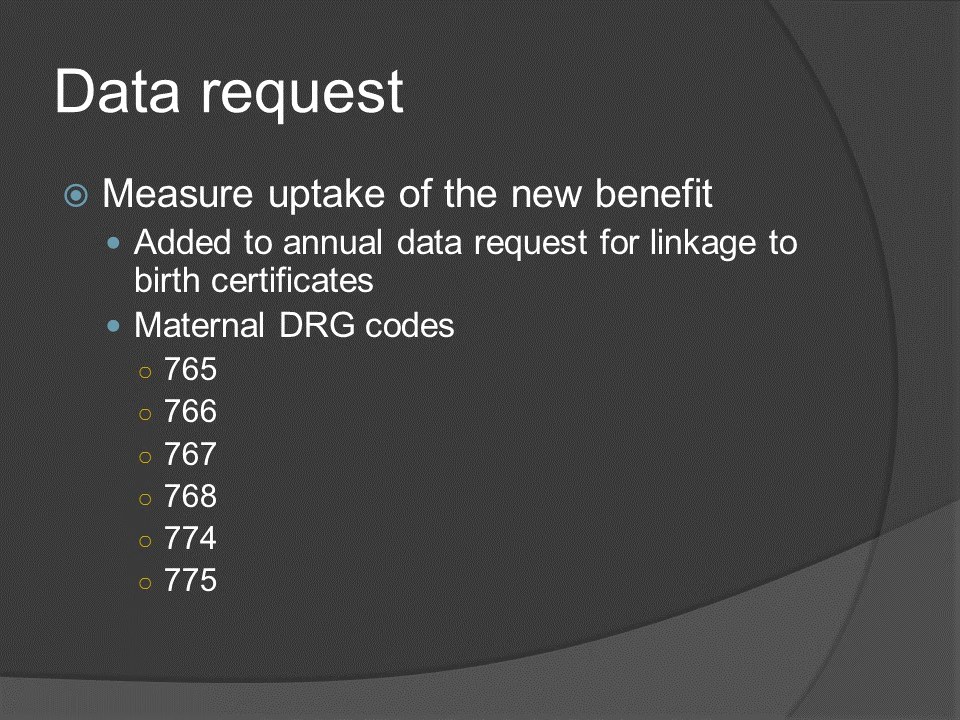 Data request
Measure uptake of the new benefit
Added to annual data request for linkage to
birth certificates
Maternal DRG codes
765
766
767
768
774
775